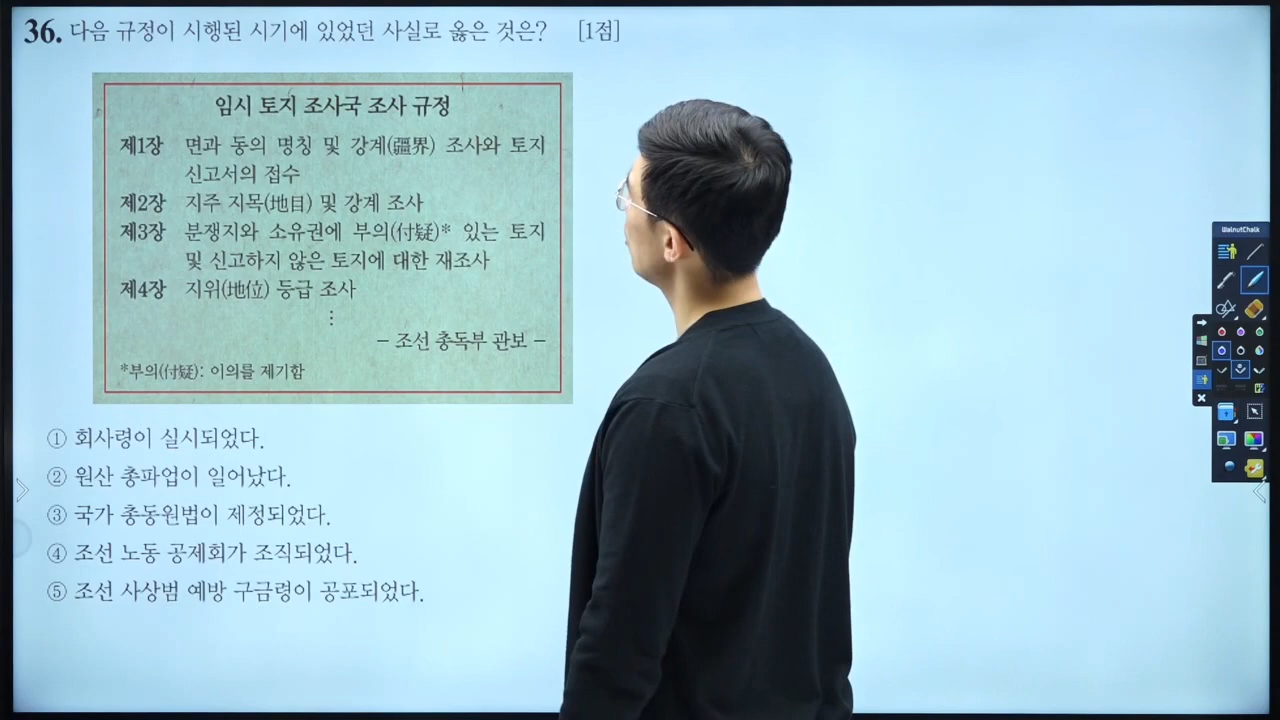 36. 다음 규정이 시행된 시기에 있었던 사실로 옳은 것은? [1점]
임시 토지 조사국 조사 규정
제1장 면과 동의 명칭 및 강계(疆界) 조사와 토지
신고서의 접수
제2장 지주 지목(地目) 및 강계 조사
제3장 분쟁지와 소유권에 부의(付疑)* 있는 토지
및 신고하지 않은 토지에 대한 재조사
제4장 지위(地位) 등급 조사
⋮
- 조선 총독부 관보 -
*부의(付疑): 이의를 제기함
① 회사령이 실시되었다.
② 원산 총파업이 일어났다.
③ 국가 총동원법이 제정되었다.
④ 조선 노동 공제회가 조직되었다.
⑤ 조선 사상범 예방 구금령이 공포되었다.
WalnutChalk